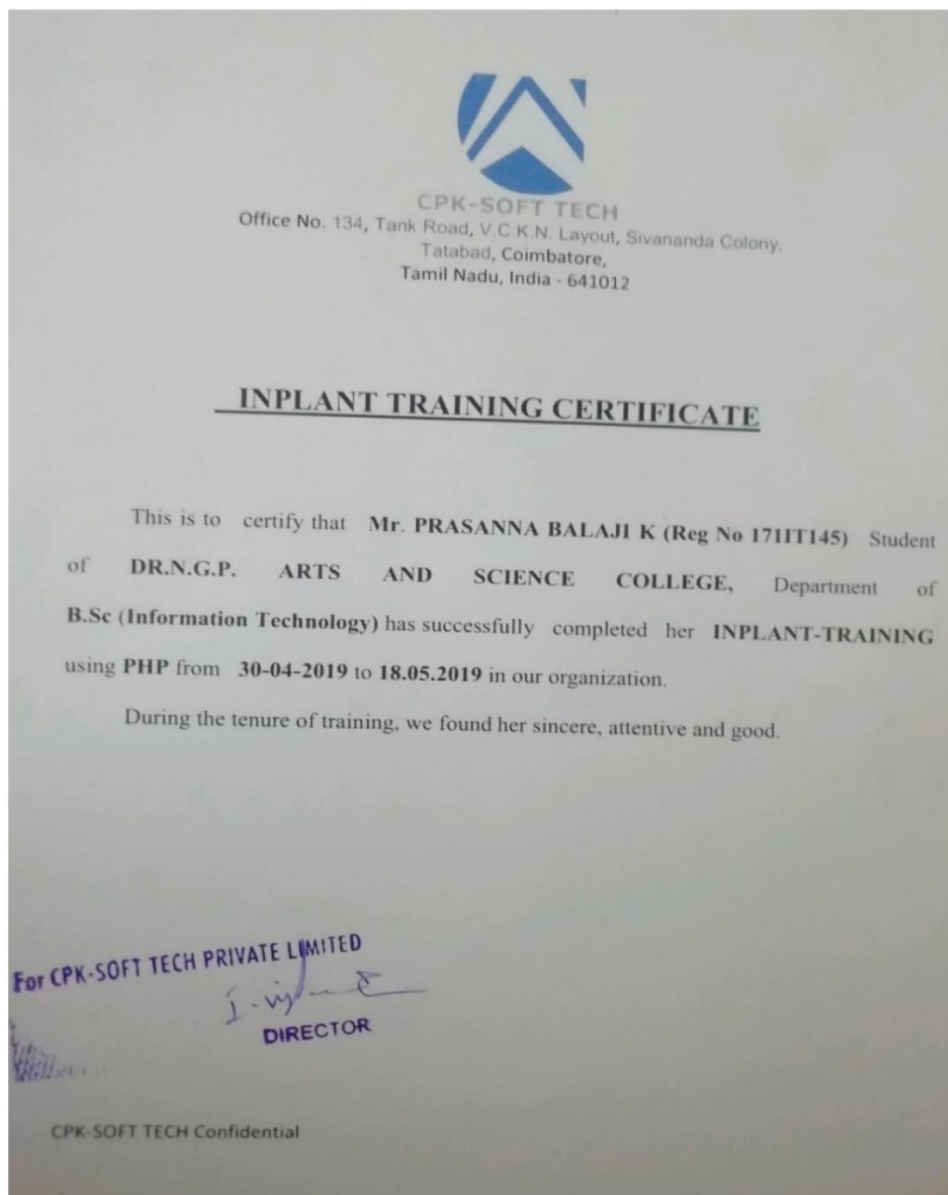 CPK-SOFT TECH
Office No. 134, Tank Road, V.C.K.N. Layout, Sivananda Colony,
Tatabad, Coimbatore,
Tamil Nadu, India - 641012
INPLANT TRAINING CERTIFICATE
This is to certify that Mr. PRASANNA BALAJI K (Reg No 171IT145) Student
of DR.N.G.P. ARTS AND SCIENCE COLLEGE, Department of
B.Sc (Information Technology) has successfully completed her INPLANT-TRAINING
using PHP from 30-04-2019 to 18.05.2019 in our organization.
During the tenure of training, we found her sincere, attentive and good.
For CPK-SOFT TECH PRIVATE LIMITED
DIRECTOR
CPK-SOFT TECH Confidential